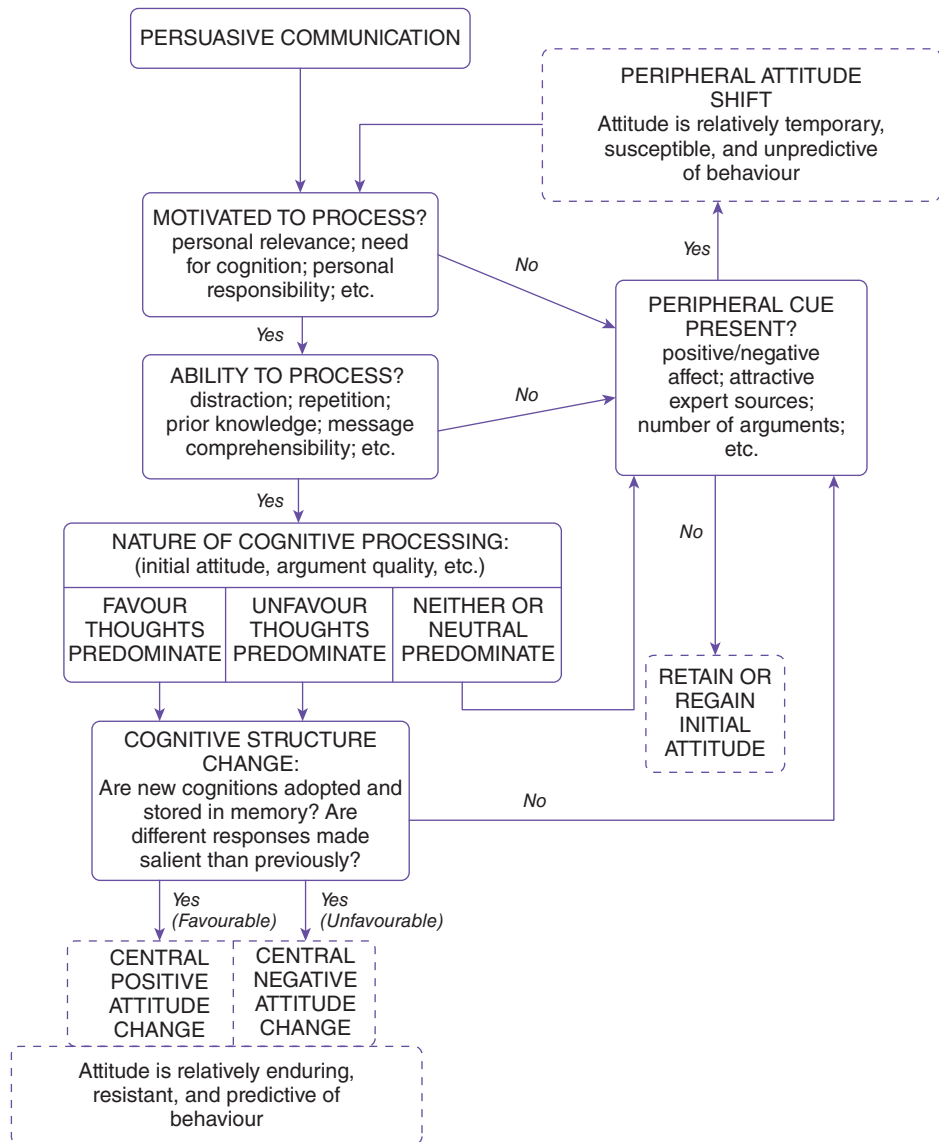 PERSUASIVE COMMUNICATION
PERIPHERAL ATTITUDE
SHIFT
Attitude is relatively temporary,
susceptible, and unpredictive
of behaviour
MOTIVATED TO PROCESS?
personal relevance; need
for cognition; personal
responsibility; etc.
No
Yes
PERIPHERAL CUE
PRESENT?
positive/negative
affect; attractive
expert sources;
number of arguments;
etc.
Yes
ABILITY TO PROCESS?
distraction; repetition;
prior knowledge; message
comprehensibility; etc.
No
Yes
No
NATURE OF COGNITIVE PROCESSING:
(initial attitude, argument quality, etc.)
FAVOUR
THOUGHTS
PREDOMINATE
UNFAVOUR
THOUGHTS
PREDOMINATE
NEITHER OR
NEUTRAL
PREDOMINATE
RETAIN OR
REGAIN
INITIAL
ATTITUDE
COGNITIVE STRUCTURE
CHANGE:
Are new cognitions adopted and
stored in memory? Are
different responses made
salient than previously?
No
Yes
(Favourable)
Yes
(Unfavourable)
CENTRAL
POSITIVE
ATTITUDE
CHANGE
CENTRAL
NEGATIVE
ATTITUDE
CHANGE
Attitude is relatively enduring,
resistant, and predictive of
behaviour